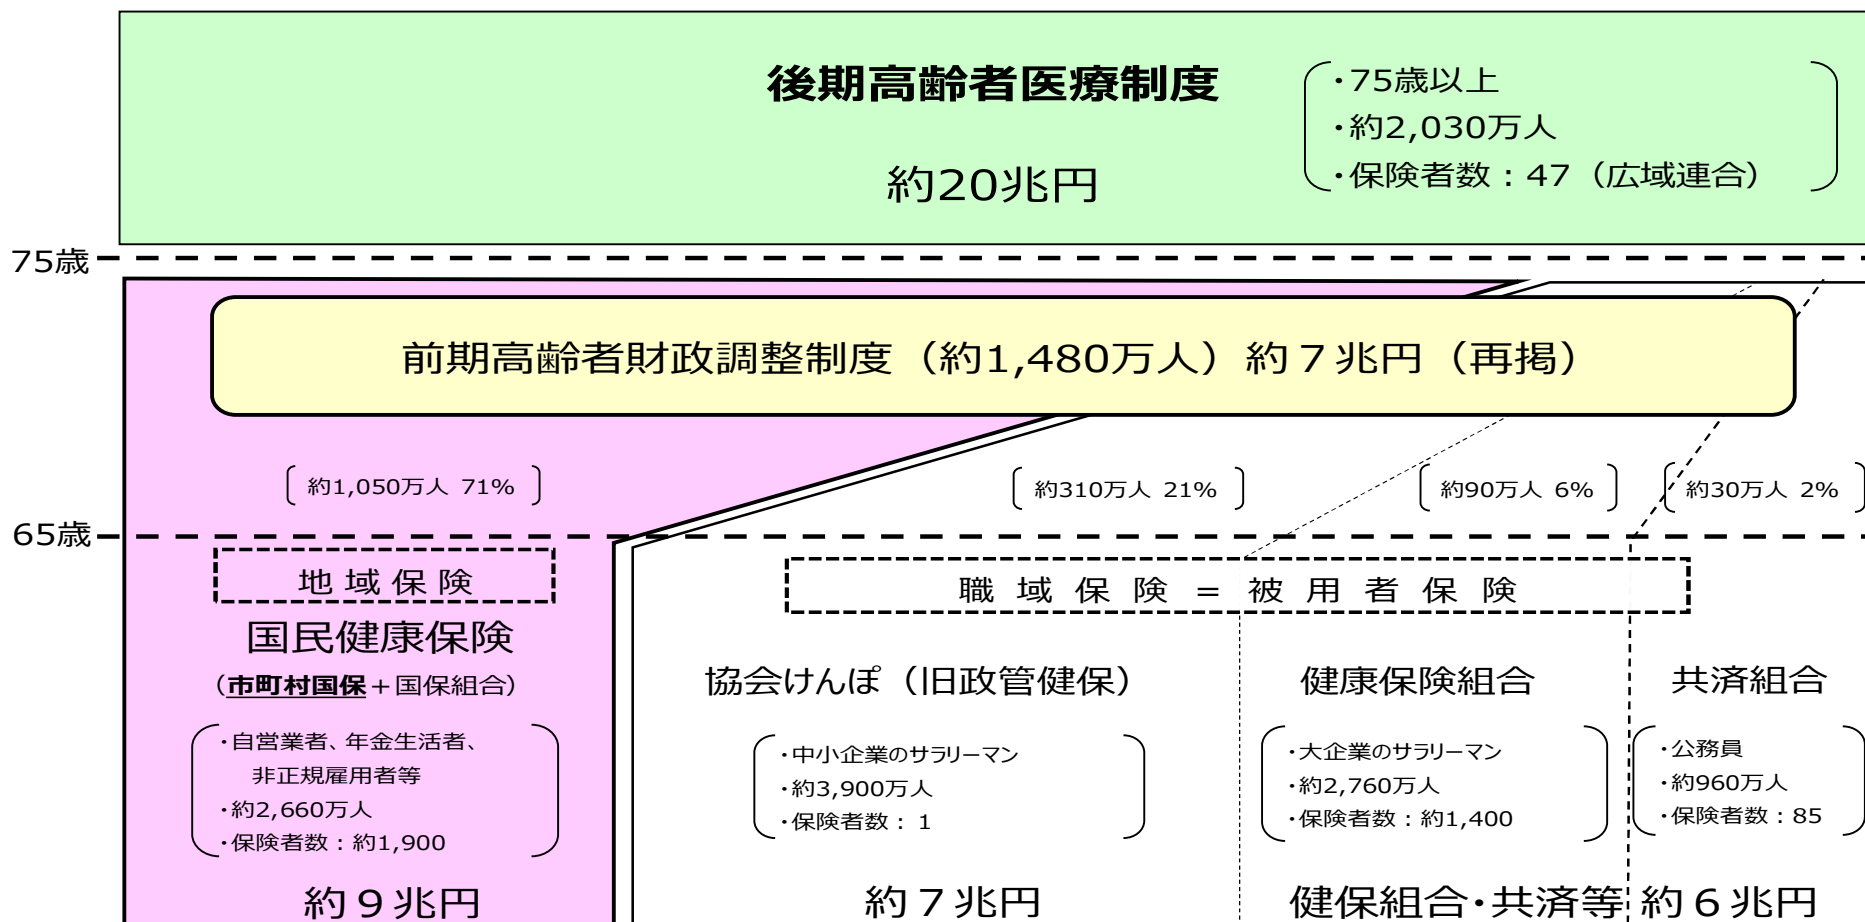 後期高齢者医療制度
約20兆円
・75歳以上
・約2,030万人
・保険者数：47（広域連合）
75歳
前期高齢者財政調整制度（約1,480万人）約７兆円（再掲）
約1,050万人 71%
約310万人 21%
約90万人 6%
約30万人 2%
65歳
地域保険
職域保険＝被用者保険
国民健康保険
（市町村国保＋国保組合）
・自営業者、年金生活者、
非正規雇用者等
・約2,660万人
・保険者数：約1,900
約９兆円
協会けんぽ（旧政管健保）
・中小企業のサラリーマン
・約3,900万人
・保険者数：１
約７兆円
健康保険組合
・大企業のサラリーマン
・約2,760万人
・保険者数：約1,400
共済組合
・公務員
・約960万人
・保険者数：85
健保組合・共済等 約６兆円